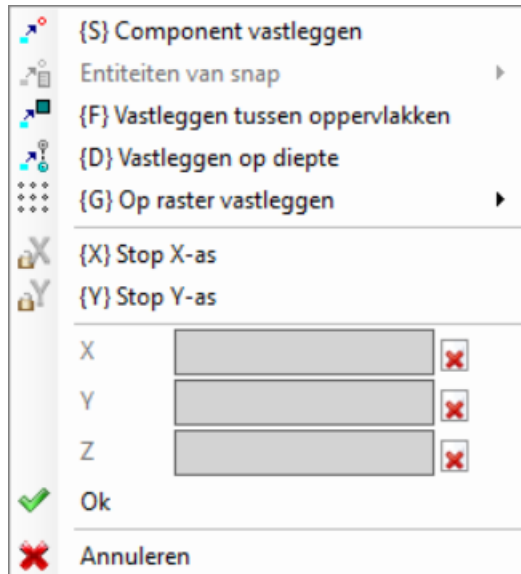 {S} Component vastleggen
Entiteiten van snap
{F} Vastleggen tussen oppervlakken
{D} Vastleggen op diepte
{G} Op raster vastleggen
X {X} Stop X-as
Y {Y} Stop Y-as
X
Y
Z
Ok
Annuleren